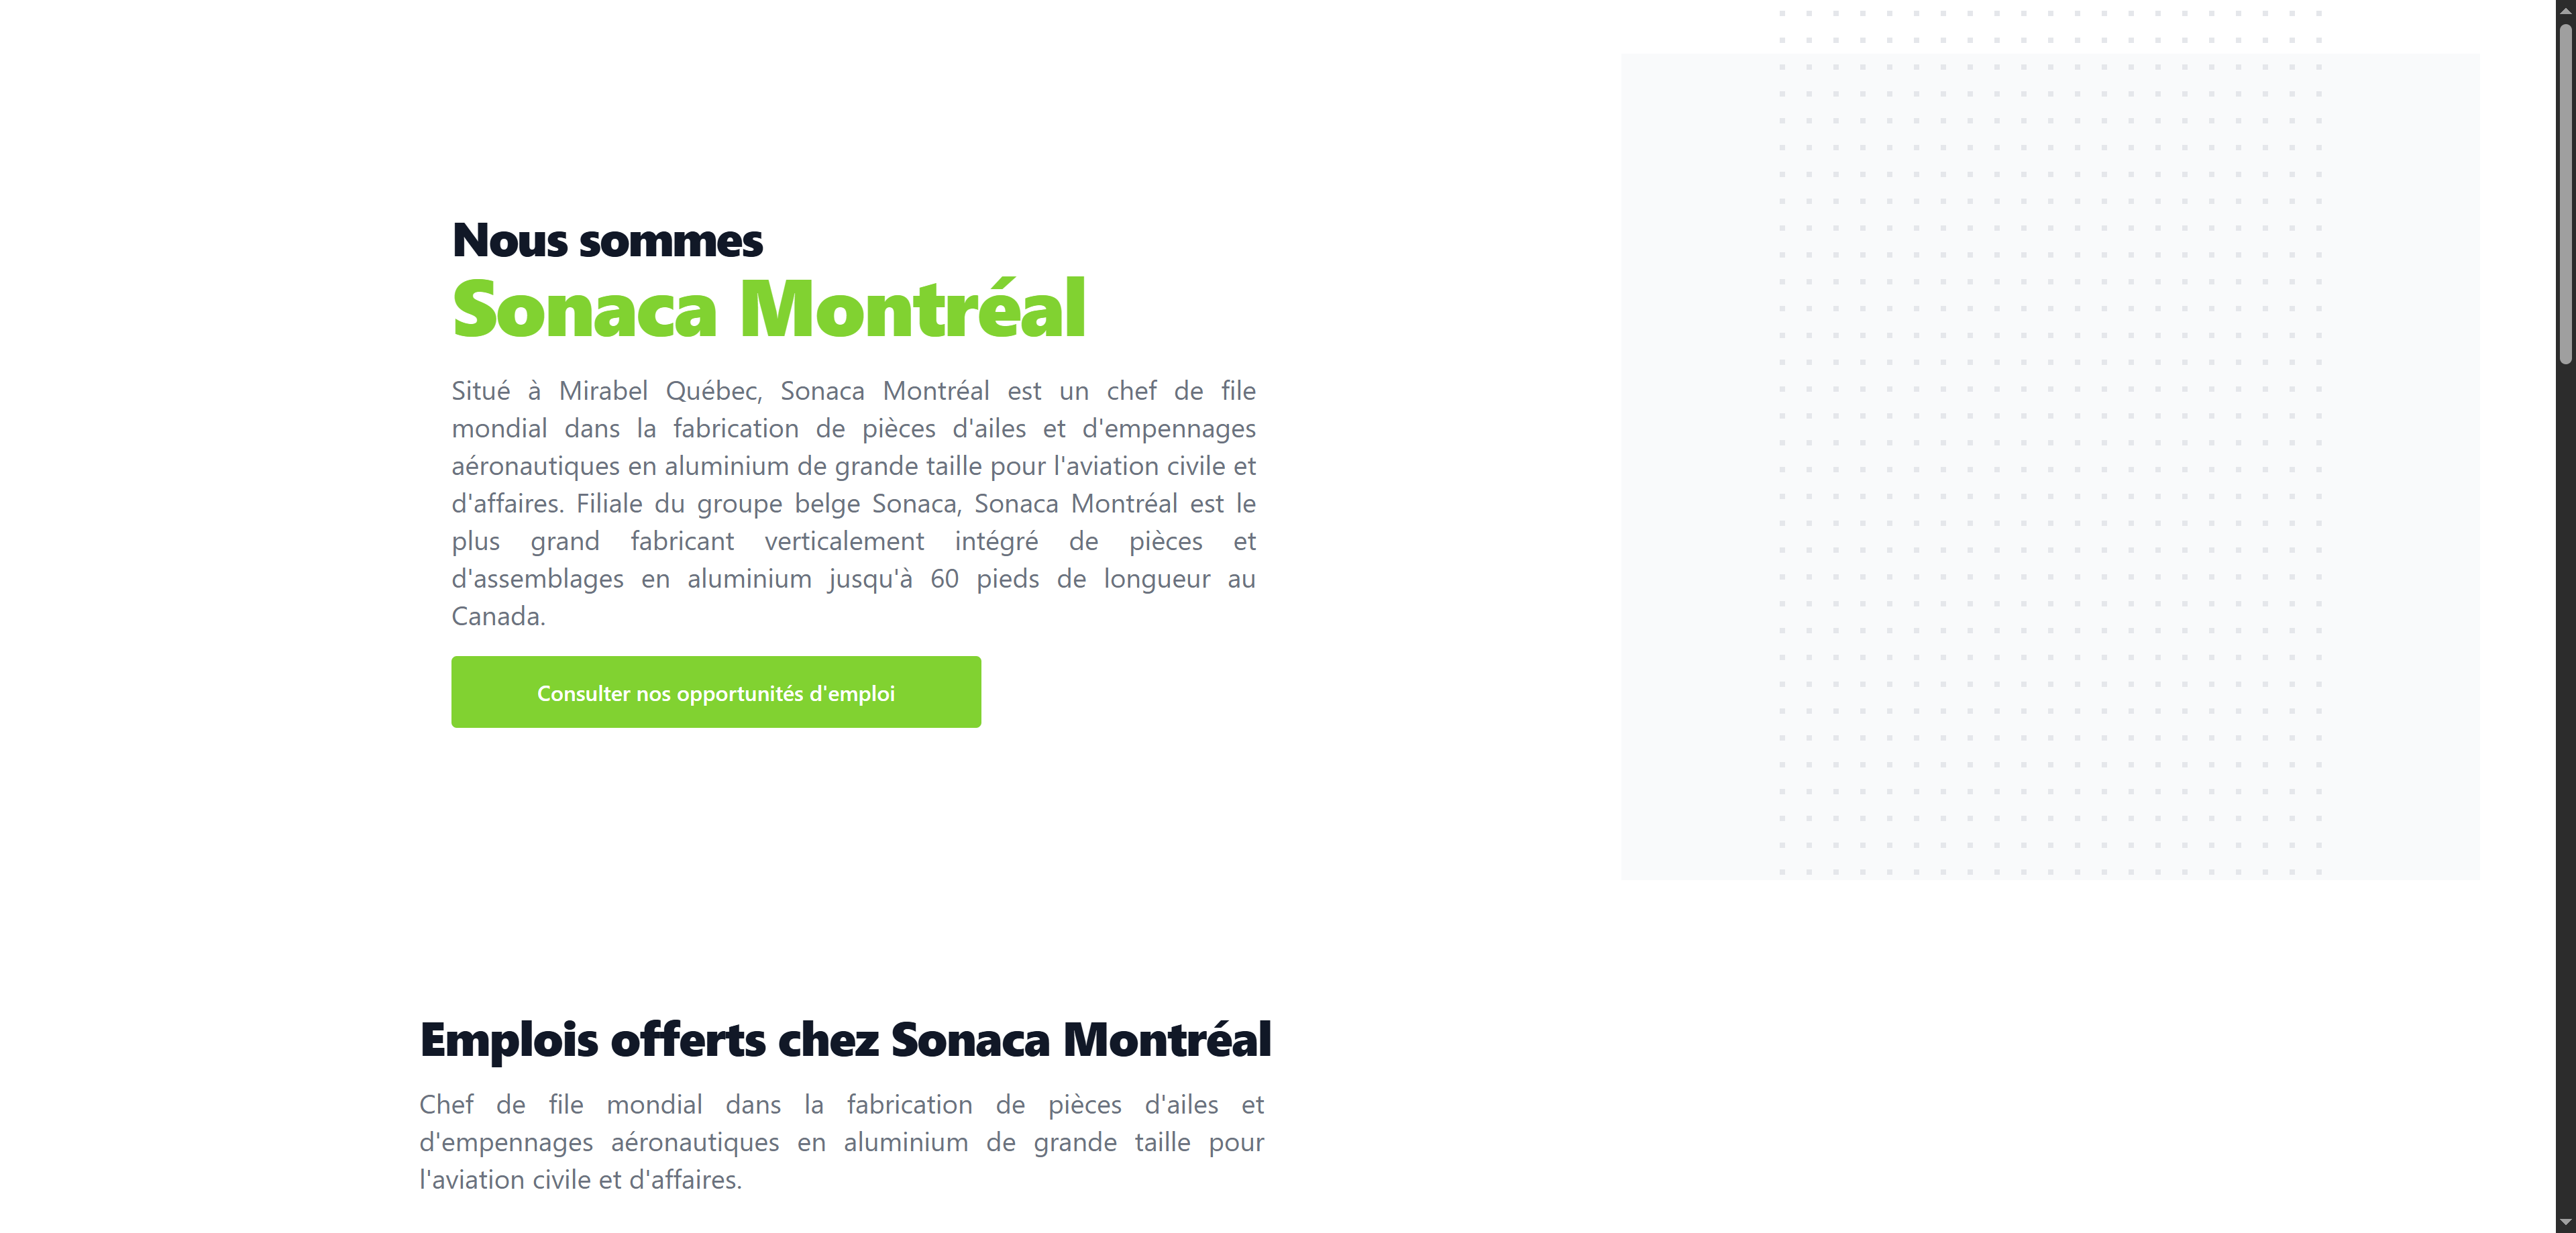 Nous sommes
Sonaca Montréal
Situé à Mirabel Québec, Sonaca Montréal est un chef de file
mondial dans la fabrication de pièces d'ailes et d'empennages
aéronautiques en aluminium de grande taille pour l'aviation civile et
d'affaires. Filiale du groupe belge Sonaca, Sonaca Montréal est le
plus grand fabricant verticalement intégré de pièces et
d'assemblages en aluminium jusqu'à 60 pieds de longueur au
Canada.
Consulter nos opportunités d'emploi
Emplois offerts chez Sonaca Montréal
Chef de file mondial dans la fabrication de pièces d'ailes et
d'empennages aéronautiques en aluminium de grande taille pour
l'aviation civile et d'affaires.